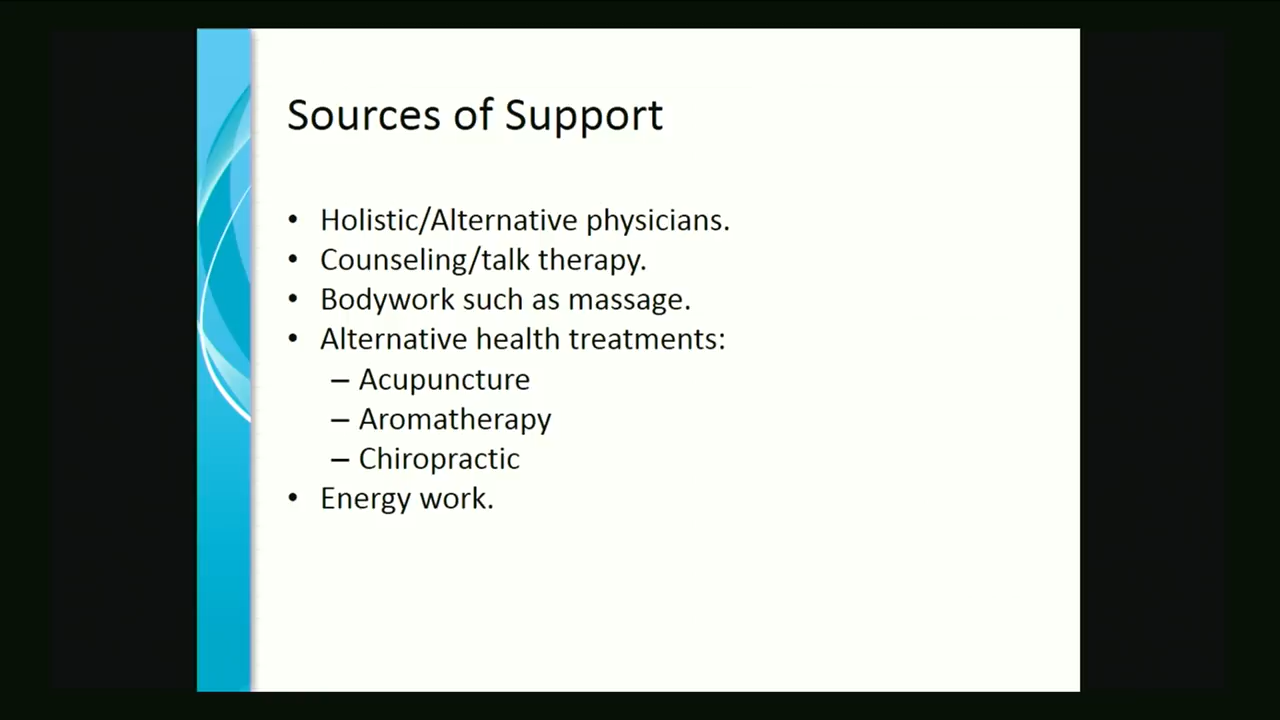 Sources of Support
• Holistic/Alternative physicians.
• Counseling/talk therapy.
• Bodywork such as massage.
• Alternative health treatments:
– Acupuncture
– Aromatherapy
– Chiropractic
• Energy work.